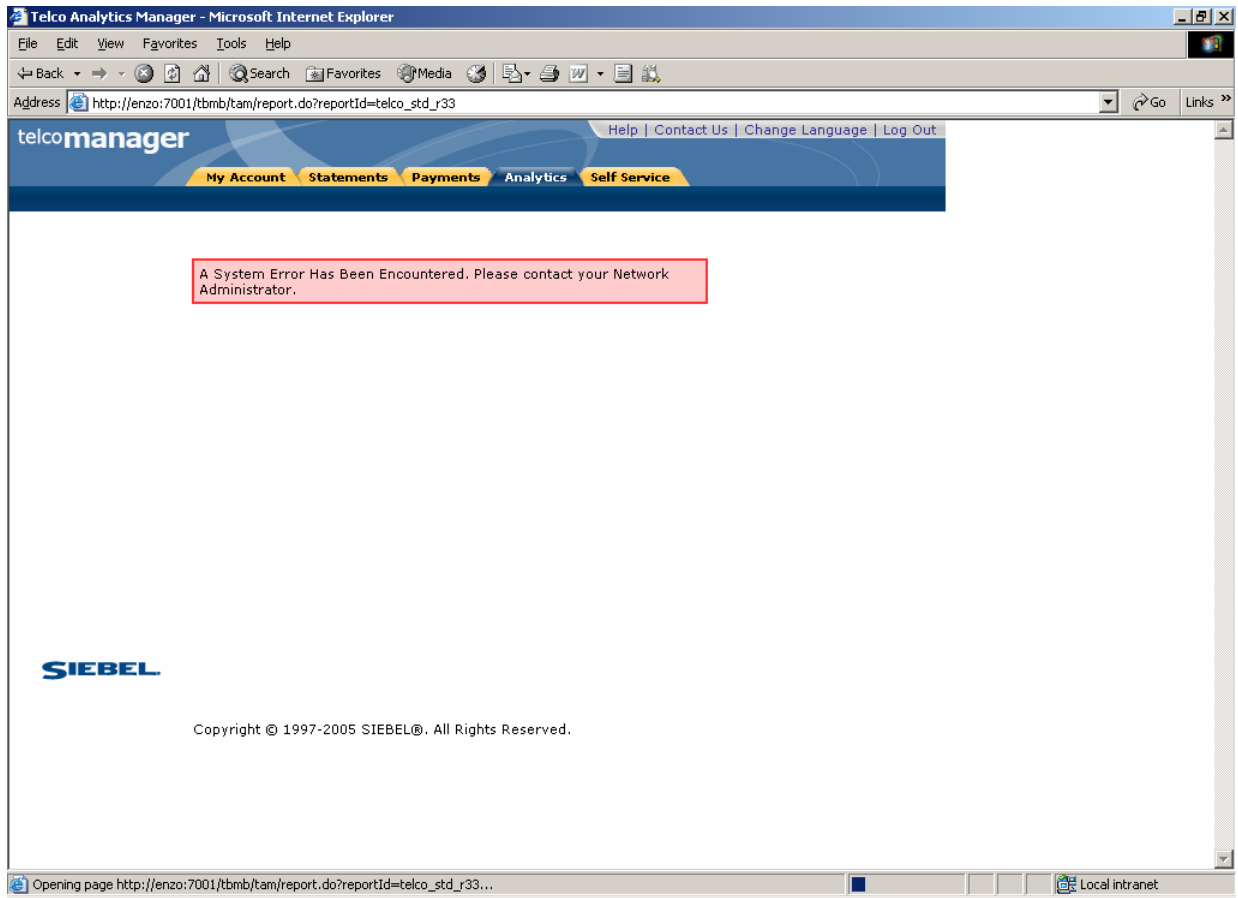 Telco Analytics Manager - Microsoft Internet Explorer
File Edit View Favorites Tools Help
Back Search Favorites Media
Address http://enzo:7001/tbmb/tam/report.do?reportId=telco_std_r33 Go Links »
telcomanager Help | Contact Us | Change Language | Log Out
My Account Statements Payments Analytics Self Service
A System Error Has Been Encountered. Please contact your Network
Administrator.
SIEBEL.
Copyright © 1997-2005 SIEBEL®. All Rights Reserved.
Opening page http://enzo:7001/tbmb/tam/report.do?reportId=telco_std_r33... Local intranet